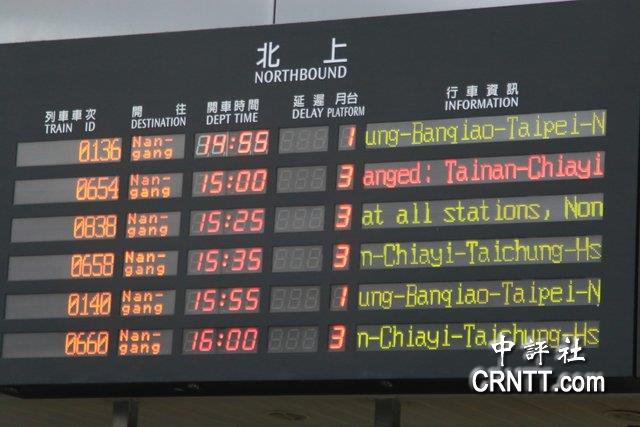 北 上
NORTHBOUND
列車車次 開 往 開車時間 延 遲 月台 行 車 資 訊
TRAIN ID DESTINATION DEPT TIME DELAY PLATFORM INFORMATION
0136 Nan-gang 14:55 1 ung-Banqiao-Taipei-N
0654 Nan-gang 15:00 3 anged: Tainan-Chiayi
0838 Nan-gang 15:25 3 at all stations, Non
0658 Nan-gang 15:35 3 n-Chiayi-Taichung-Hs
0140 Nan-gang 15:55 1 ung-Banqiao-Taipei-N
0660 Nan-gang 16:00 3 n-Chiayi-Taichung-Hs
中評社
CRNTT.com